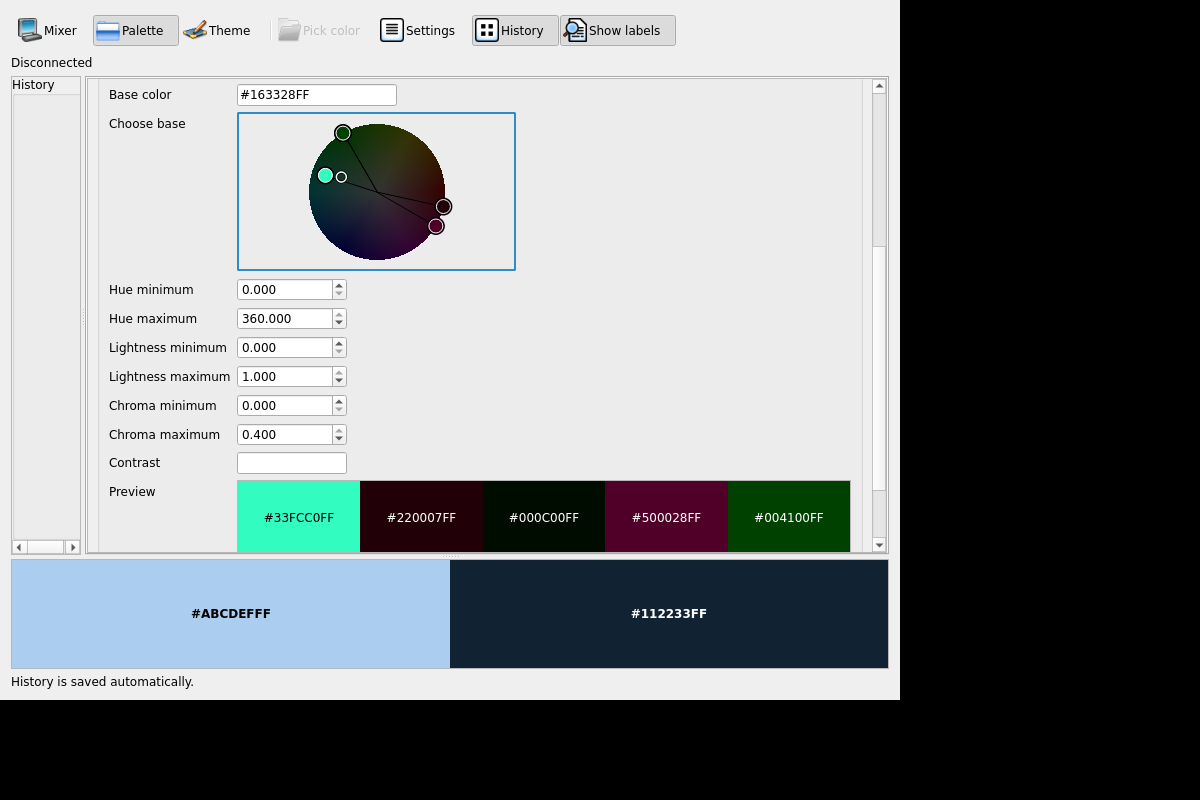 Mixer Palette Theme Pick color Settings History Show labels
Disconnected
History
Base color #163328FF
Choose base
Hue minimum 0.000
Hue maximum 360.000
Lightness minimum 0.000
Lightness maximum 1.000
Chroma minimum 0.000
Chroma maximum 0.400
Contrast
Preview
#33FCC0FF #220007FF #000C00FF #500028FF #004100FF
#ABCDEFFF #112233FF
History is saved automatically.